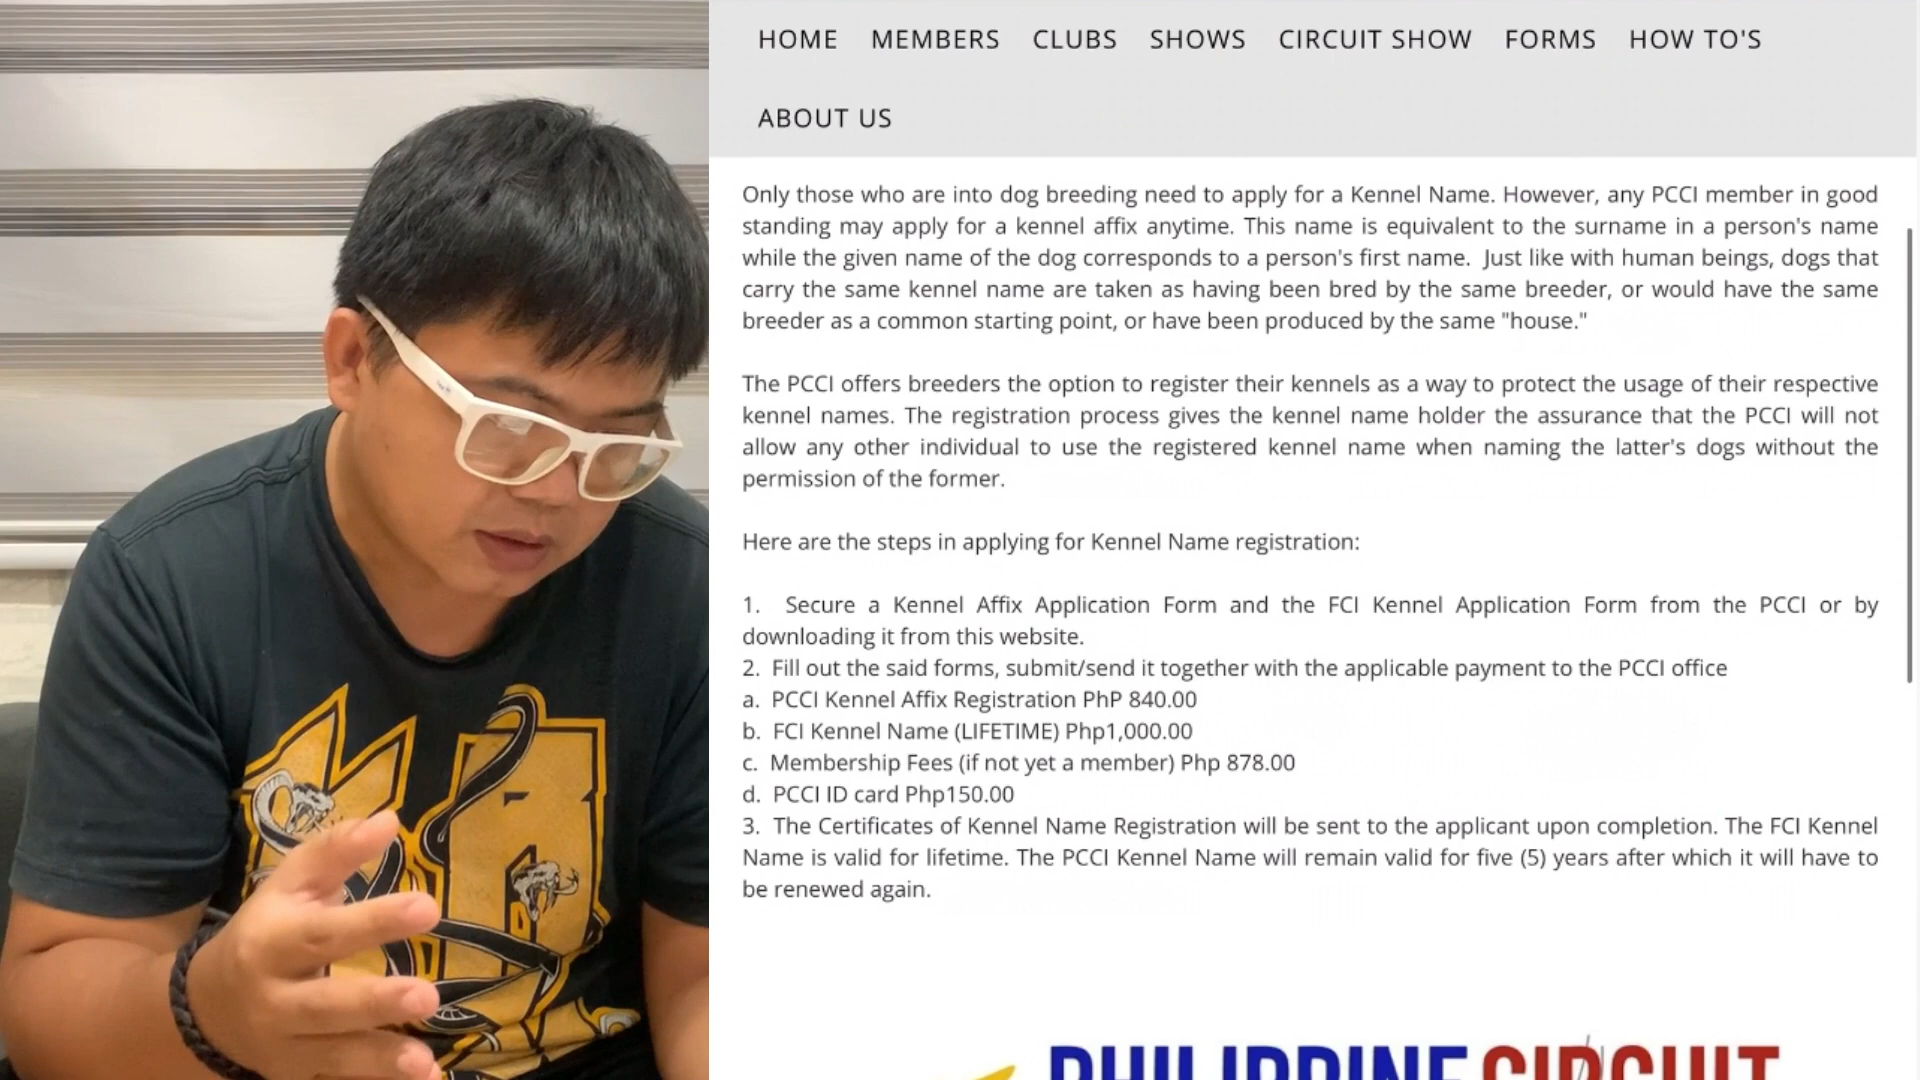 HOME MEMBERS CLUBS SHOWS CIRCUIT SHOW FORMS HOW TO'S
ABOUT US
Only those who are into dog breeding need to apply for a Kennel Name. However, any PCCI member in good
standing may apply for a kennel affix anytime. This name is equivalent to the surname in a person's name
while the given name of the dog corresponds to a person's first name. Just like with human beings, dogs that
carry the same kennel name are taken as having been bred by the same breeder, or would have the same
breeder as a common starting point, or have been produced by the same "house."
The PCCI offers breeders the option to register their kennels as a way to protect the usage of their respective
kennel names. The registration process gives the kennel name holder the assurance that the PCCI will not
allow any other individual to use the registered kennel name when naming the latter's dogs without the
permission of the former.
Here are the steps in applying for Kennel Name registration:
1. Secure a Kennel Affix Application Form and the FCI Kennel Application Form from the PCCI or by
downloading it from this website.
2. Fill out the said forms, submit/send it together with the applicable payment to the PCCI office
a. PCCI Kennel Affix Registration PhP 840.00
b. FCI Kennel Name (LIFETIME) Php1,000.00
c. Membership Fees (if not yet a member) Php 878.00
d. PCCI ID card Php150.00
3. The Certificates of Kennel Name Registration will be sent to the applicant upon completion. The FCI Kennel
Name is valid for lifetime. The PCCI Kennel Name will remain valid for five (5) years after which it will have to
be renewed again.
PHILIPPINE CIRCUIT